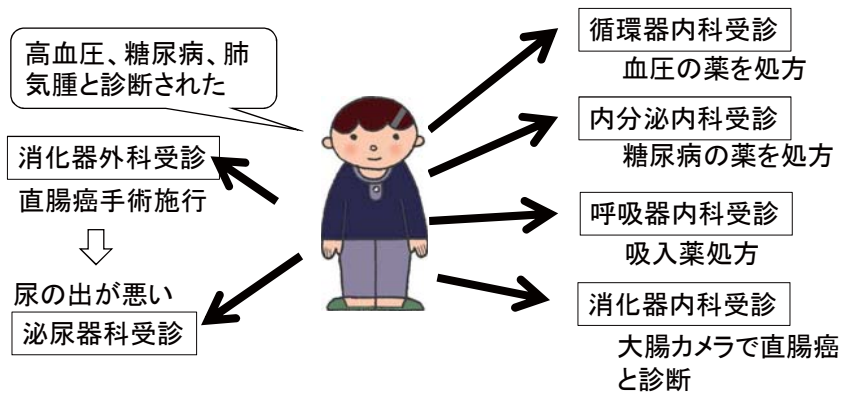 高血圧、糖尿病、肺
気腫と診断された
消化器外科受診
直腸癌手術施行
尿の出が悪い
泌尿器科受診
循環器内科受診
血圧の薬を処方
内分泌内科受診
糖尿病の薬を処方
呼吸器内科受診
吸入薬処方
消化器内科受診
大腸カメラで直腸癌
と診断